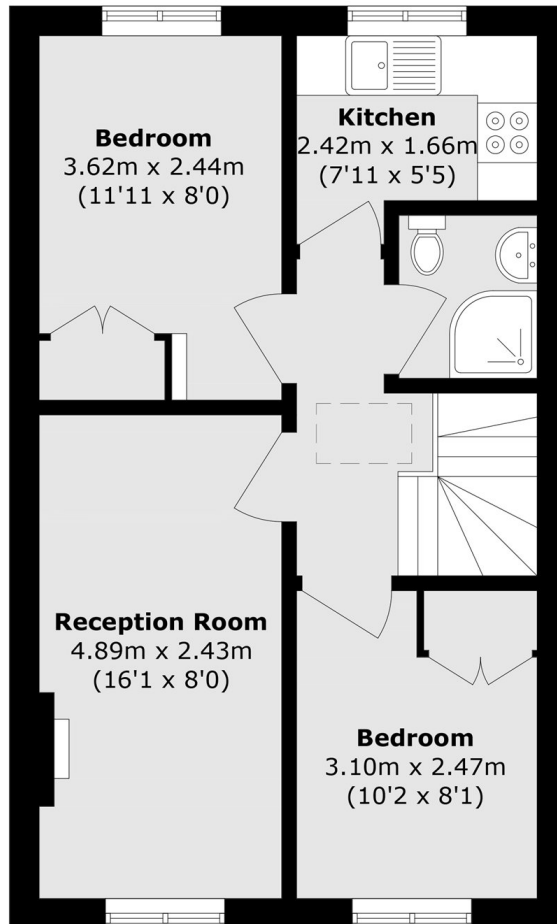 Bedroom
3.62m x 2.44m
(11'11 x 8'0)
Kitchen
2.42m x 1.66m
(7'11 x 5'5)
Reception Room
4.89m x 2.43m
(16'1 x 8'0)
Bedroom
3.10m x 2.47m
(10'2 x 8'1)